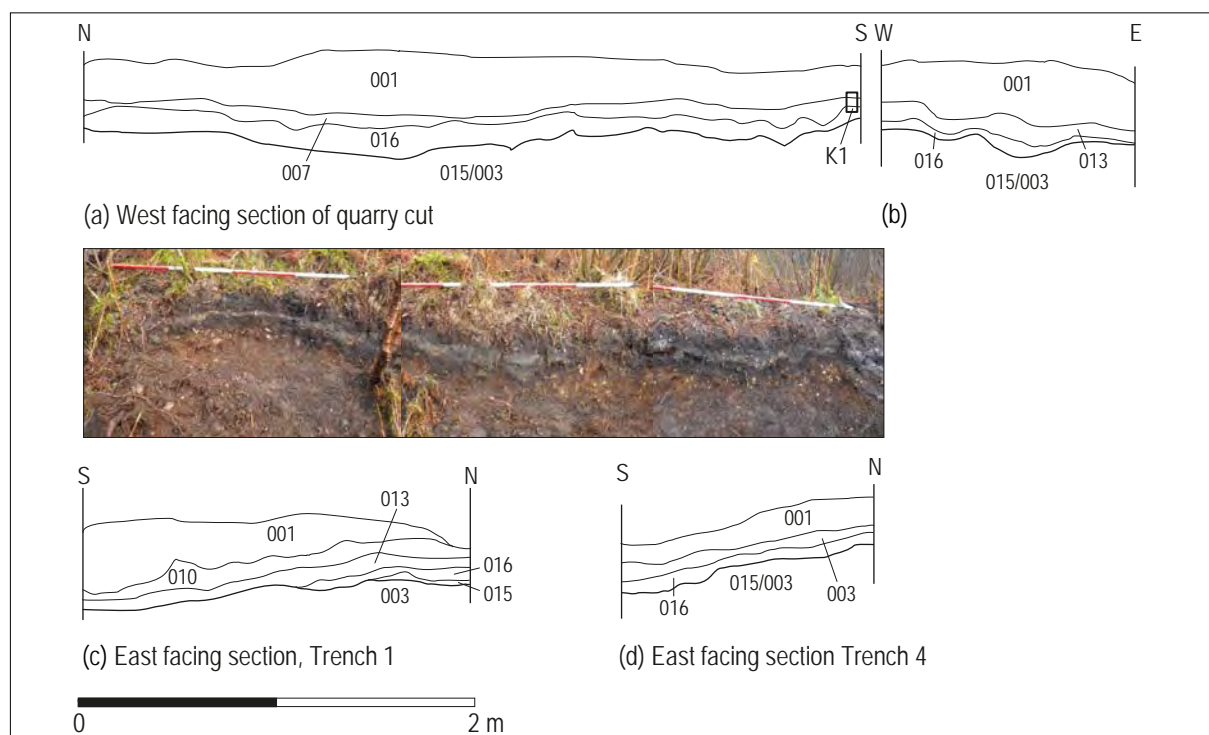 N S W E
001 001
016
007 015/003 K1 016 013
015/003
(a) West facing section of quarry cut (b)
S N S N
013
001 001
010 016
003 015 015/003 003
016
(c) East facing section, Trench 1 (d) East facing section Trench 4
0 2 m